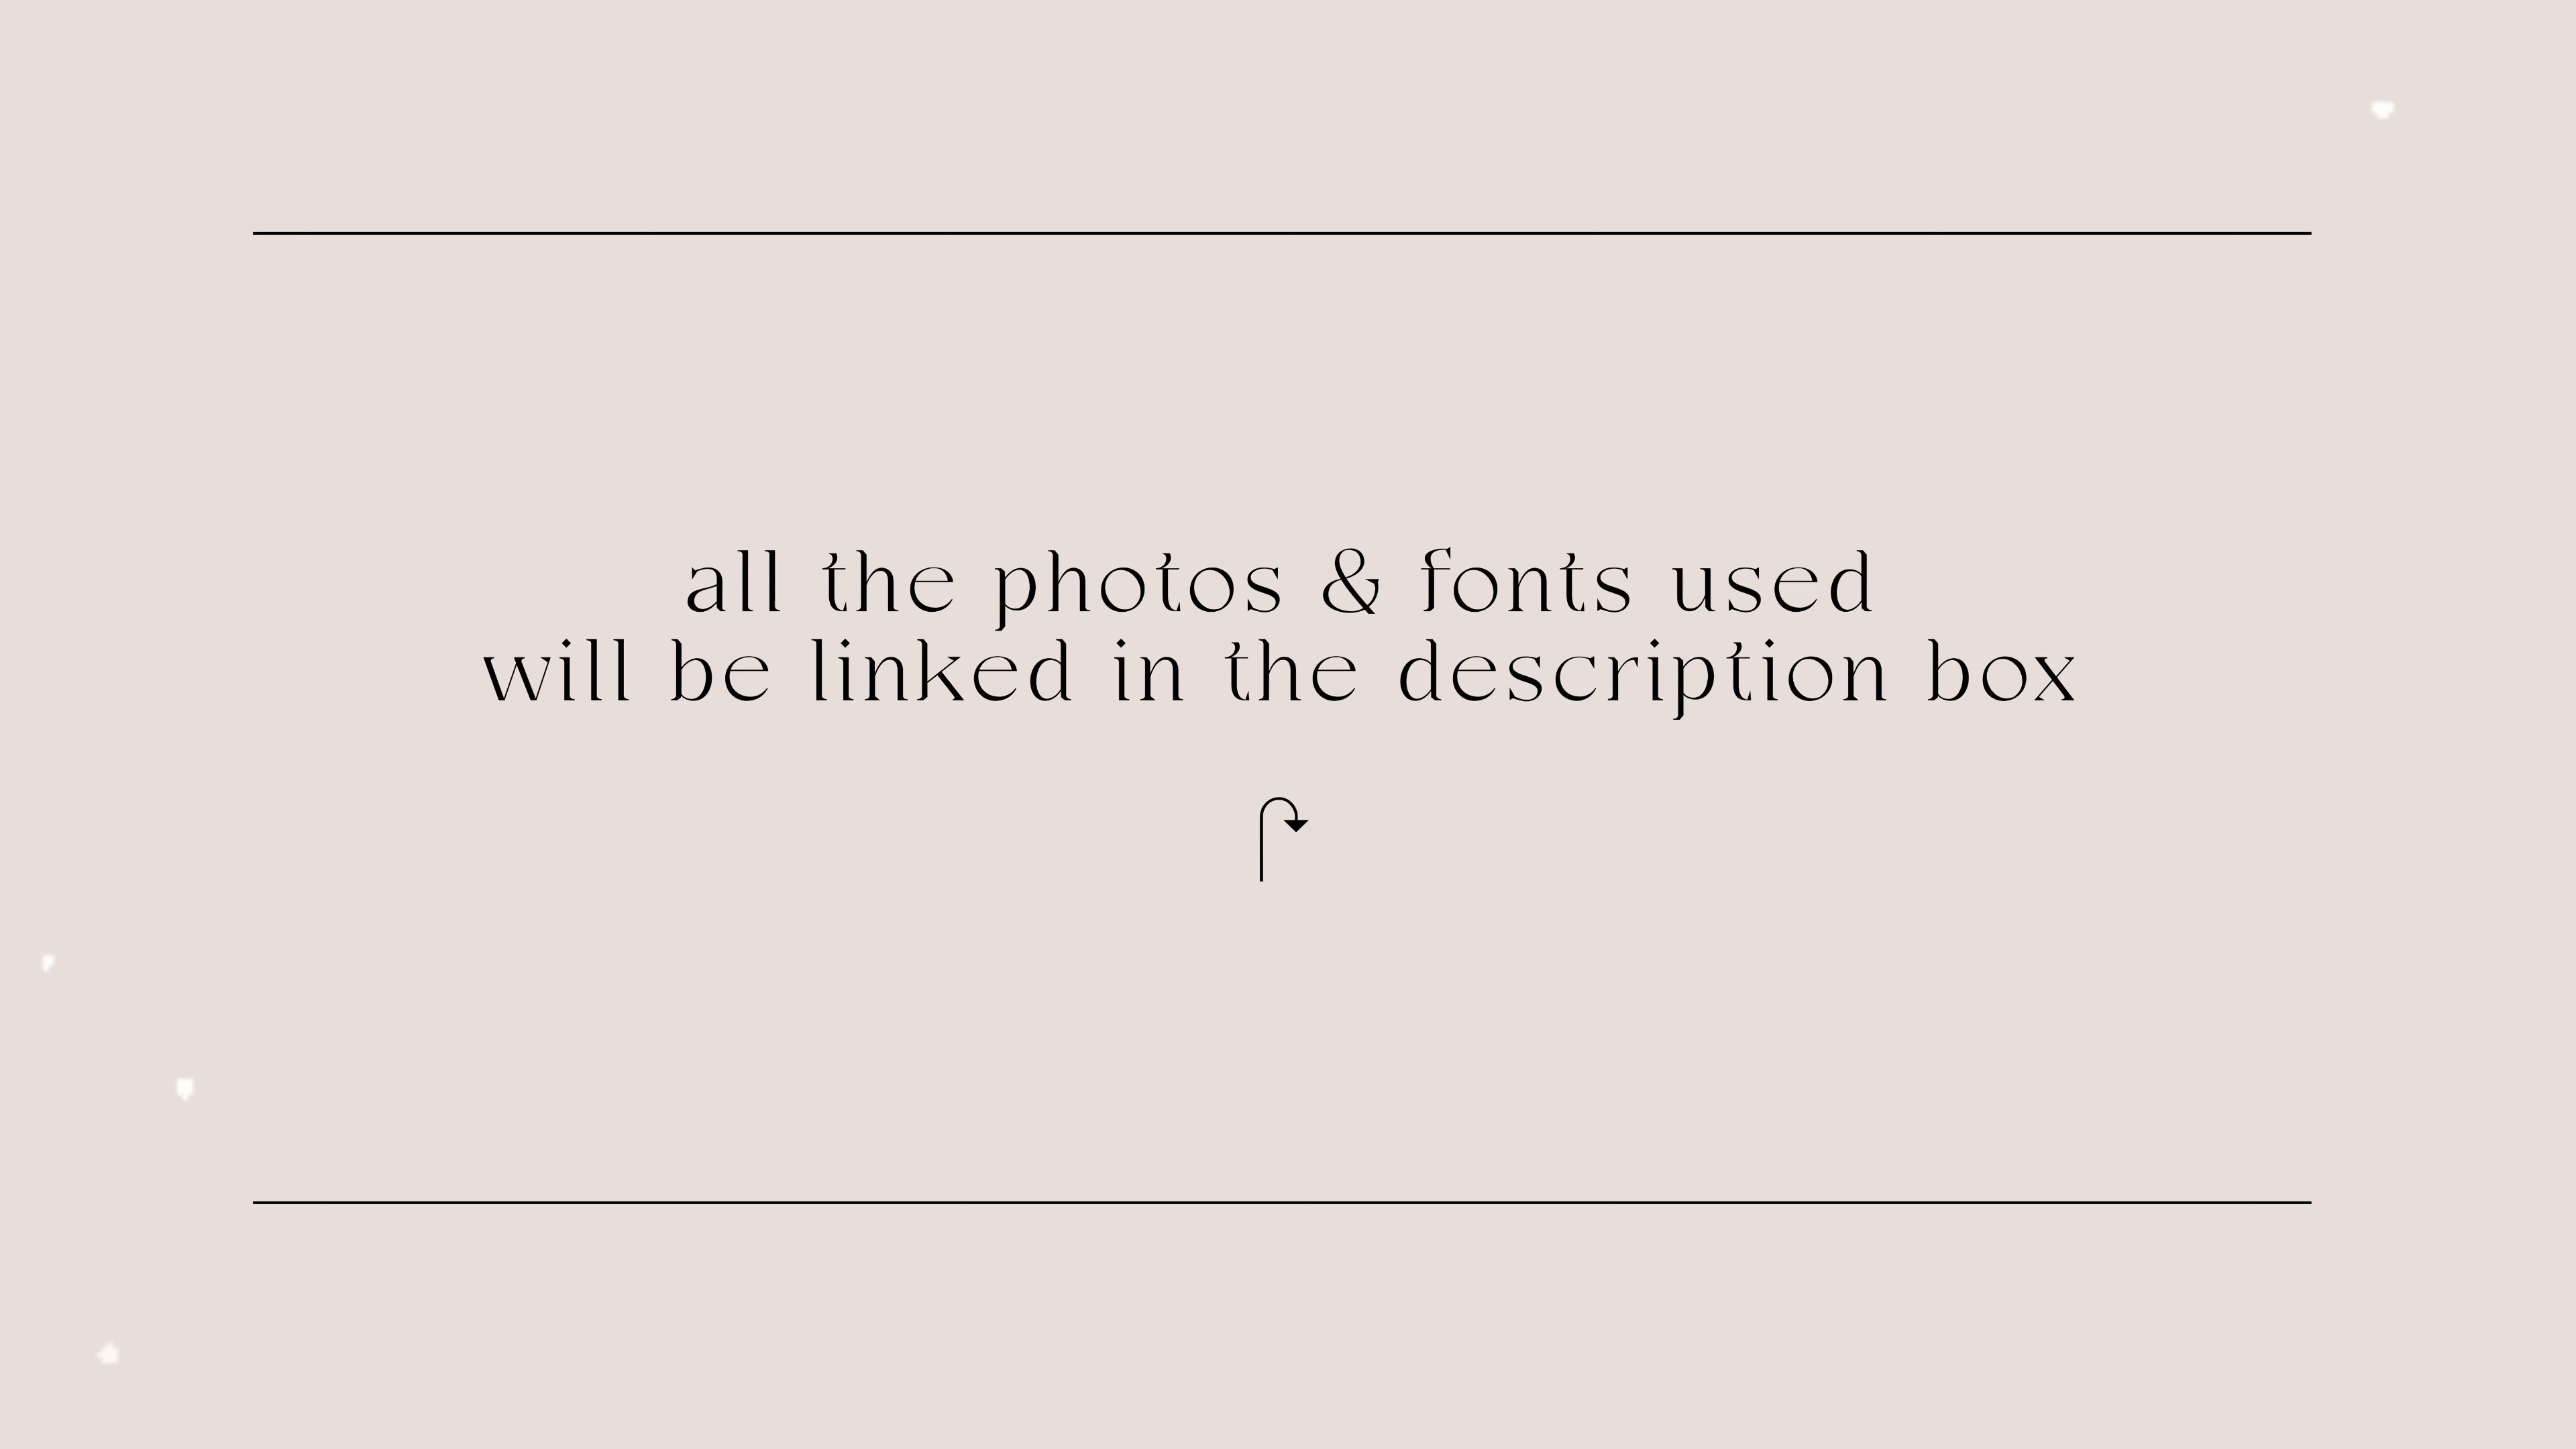 all the photos & fonts used
will be linked in the description box